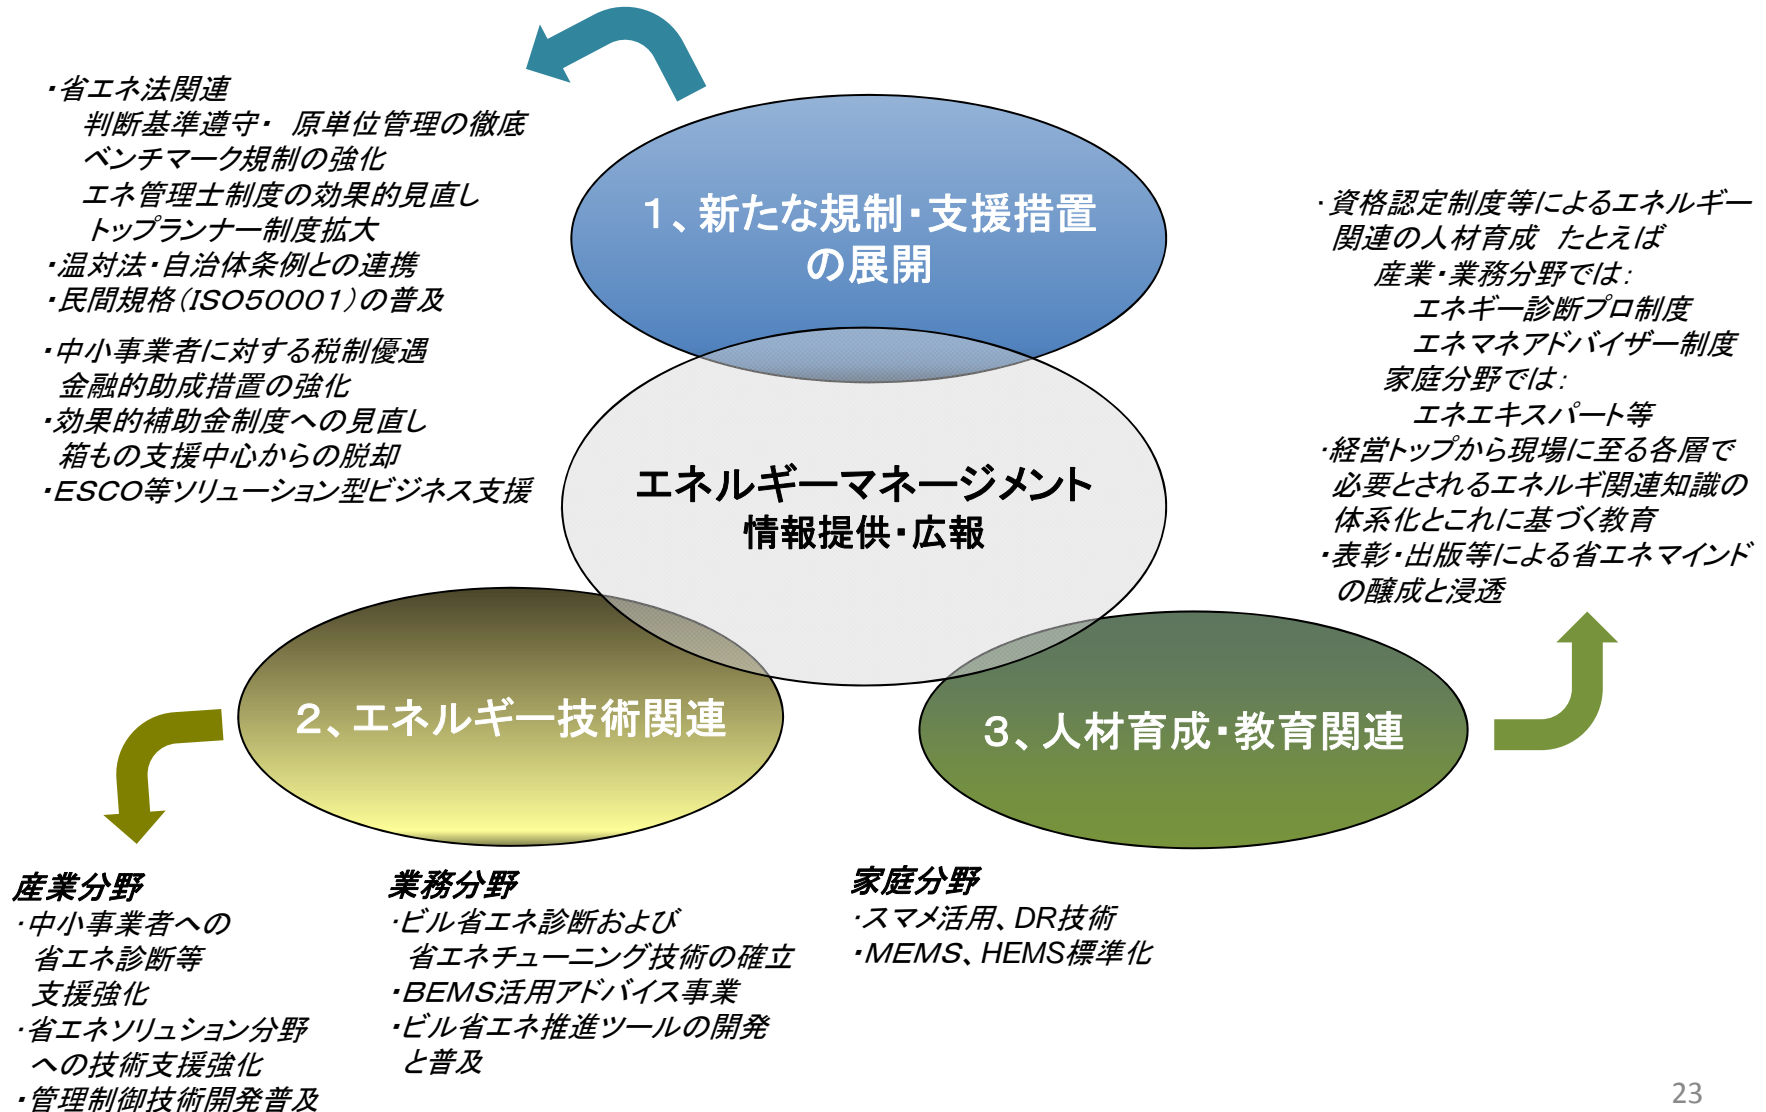 ・省エネ法関連
判断基準遵守・ 原単位管理の徹底
ベンチマーク規制の強化
エネ管理士制度の効果的見直し
トップランナー制度拡大
・温対法・自治体条例との連携
・民間規格（ISO50001）の普及
・中小事業者に対する税制優遇
金融的助成措置の強化
・効果的補助金制度への見直し
箱もの支援中心からの脱却
・ESCO等ソリューション型ビジネス支援
１、新たな規制・支援措置
の展開
エネルギーマネージメント
情報提供・広報
２、エネルギー技術関連
３、人材育成・教育関連
・資格認定制度等によるエネルギー
関連の人材育成 たとえば
産業・業務分野では：
エネギー診断プロ制度
エネマネアドバイザー制度
家庭分野では：
エネエキスパート等
・経営トップから現場に至る各層で
必要とされるエネルギ関連知識の
体系化とこれに基づく教育
・表彰・出版等による省エネマインド
の醸成と浸透
産業分野
・中小事業者への
省エネ診断等
支援強化
・省エネソリュション分野
への技術支援強化
・管理制御技術開発普及
業務分野
・ビル省エネ診断および
省エネチューニング技術の確立
・BEMS活用アドバイス事業
・ビル省エネ推進ツールの開発
と普及
家庭分野
・スマメ活用、DR技術
・MEMS、HEMS標準化
23